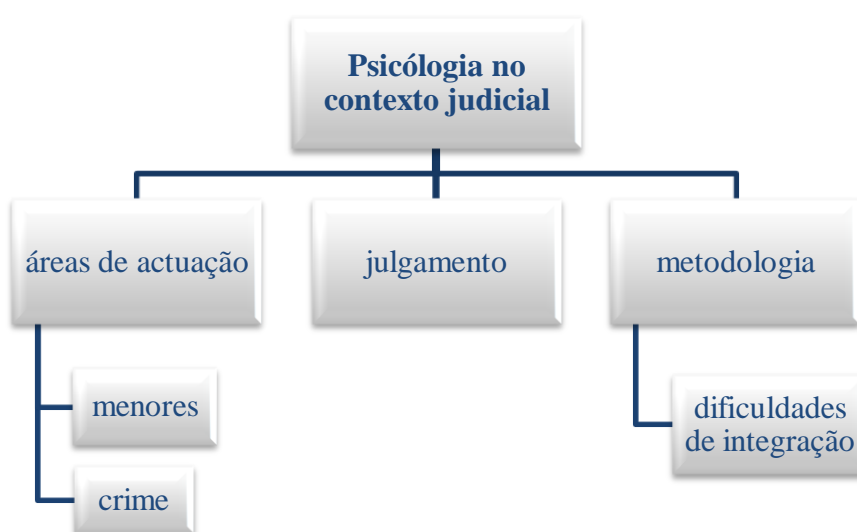 Psicólogia no
contexto judicial
áreas de actuação
julgamento
metodologia
menores
crime
dificuldades
de integração